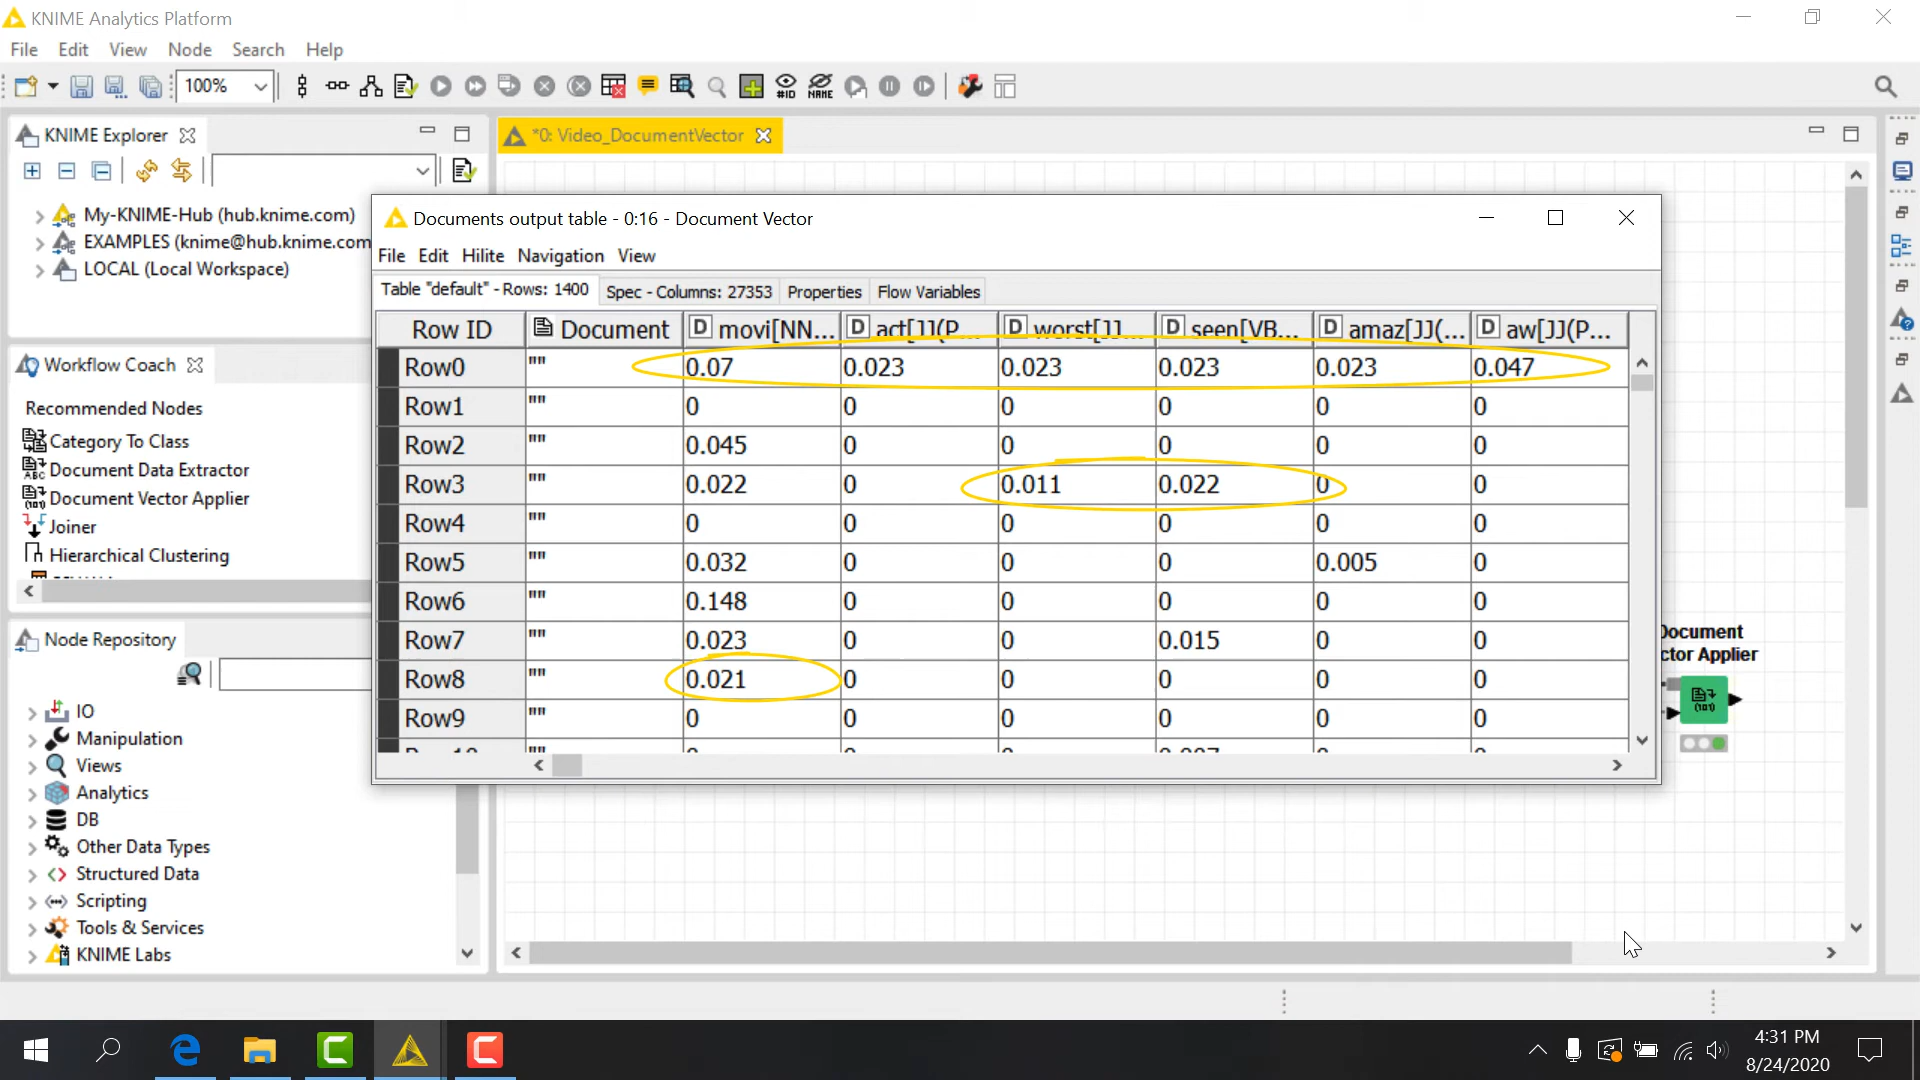 KNIME Analytics Platform
File Edit View Node Search Help
100%
#ID NAME
KNIME Explorer
*0: Video_DocumentVector
My-KNIME-Hub (hub.knime.com)
EXAMPLES (knime@hub.knime.com
LOCAL (Local Workspace)
Documents output table - 0:16 - Document Vector
File Edit Hilite Navigation View
Table "default" - Rows: 1400 Spec - Columns: 27353 Properties Flow Variables
Row ID Document D movi[NN... D act[JJ(P... D worst[JJ... D seen[VB... D amaz[JJ(... D aw[JJ(P...
Row0 "" 0.07 0.023 0.023 0.023 0.023 0.047
Row1 "" 0 0 0 0 0 0
Row2 "" 0.045 0 0 0 0 0
Row3 "" 0.022 0 0.011 0.022 0 0
Row4 "" 0 0 0 0 0 0
Row5 "" 0.032 0 0 0 0.005 0
Row6 "" 0.148 0 0 0 0 0
Row7 "" 0.023 0 0 0.015 0 0
Row8 "" 0.021 0 0 0 0 0
Row9 "" 0 0 0 0 0 0
Workflow Coach
Recommended Nodes
Category To Class
Document Data Extractor
Document Vector Applier
Joiner
Hierarchical Clustering
Node Repository
IO
Manipulation
Views
Analytics
DB
Other Data Types
Structured Data
Scripting
Tools & Services
KNIME Labs
Document
ctor Applier
4:31 PM
8/24/2020